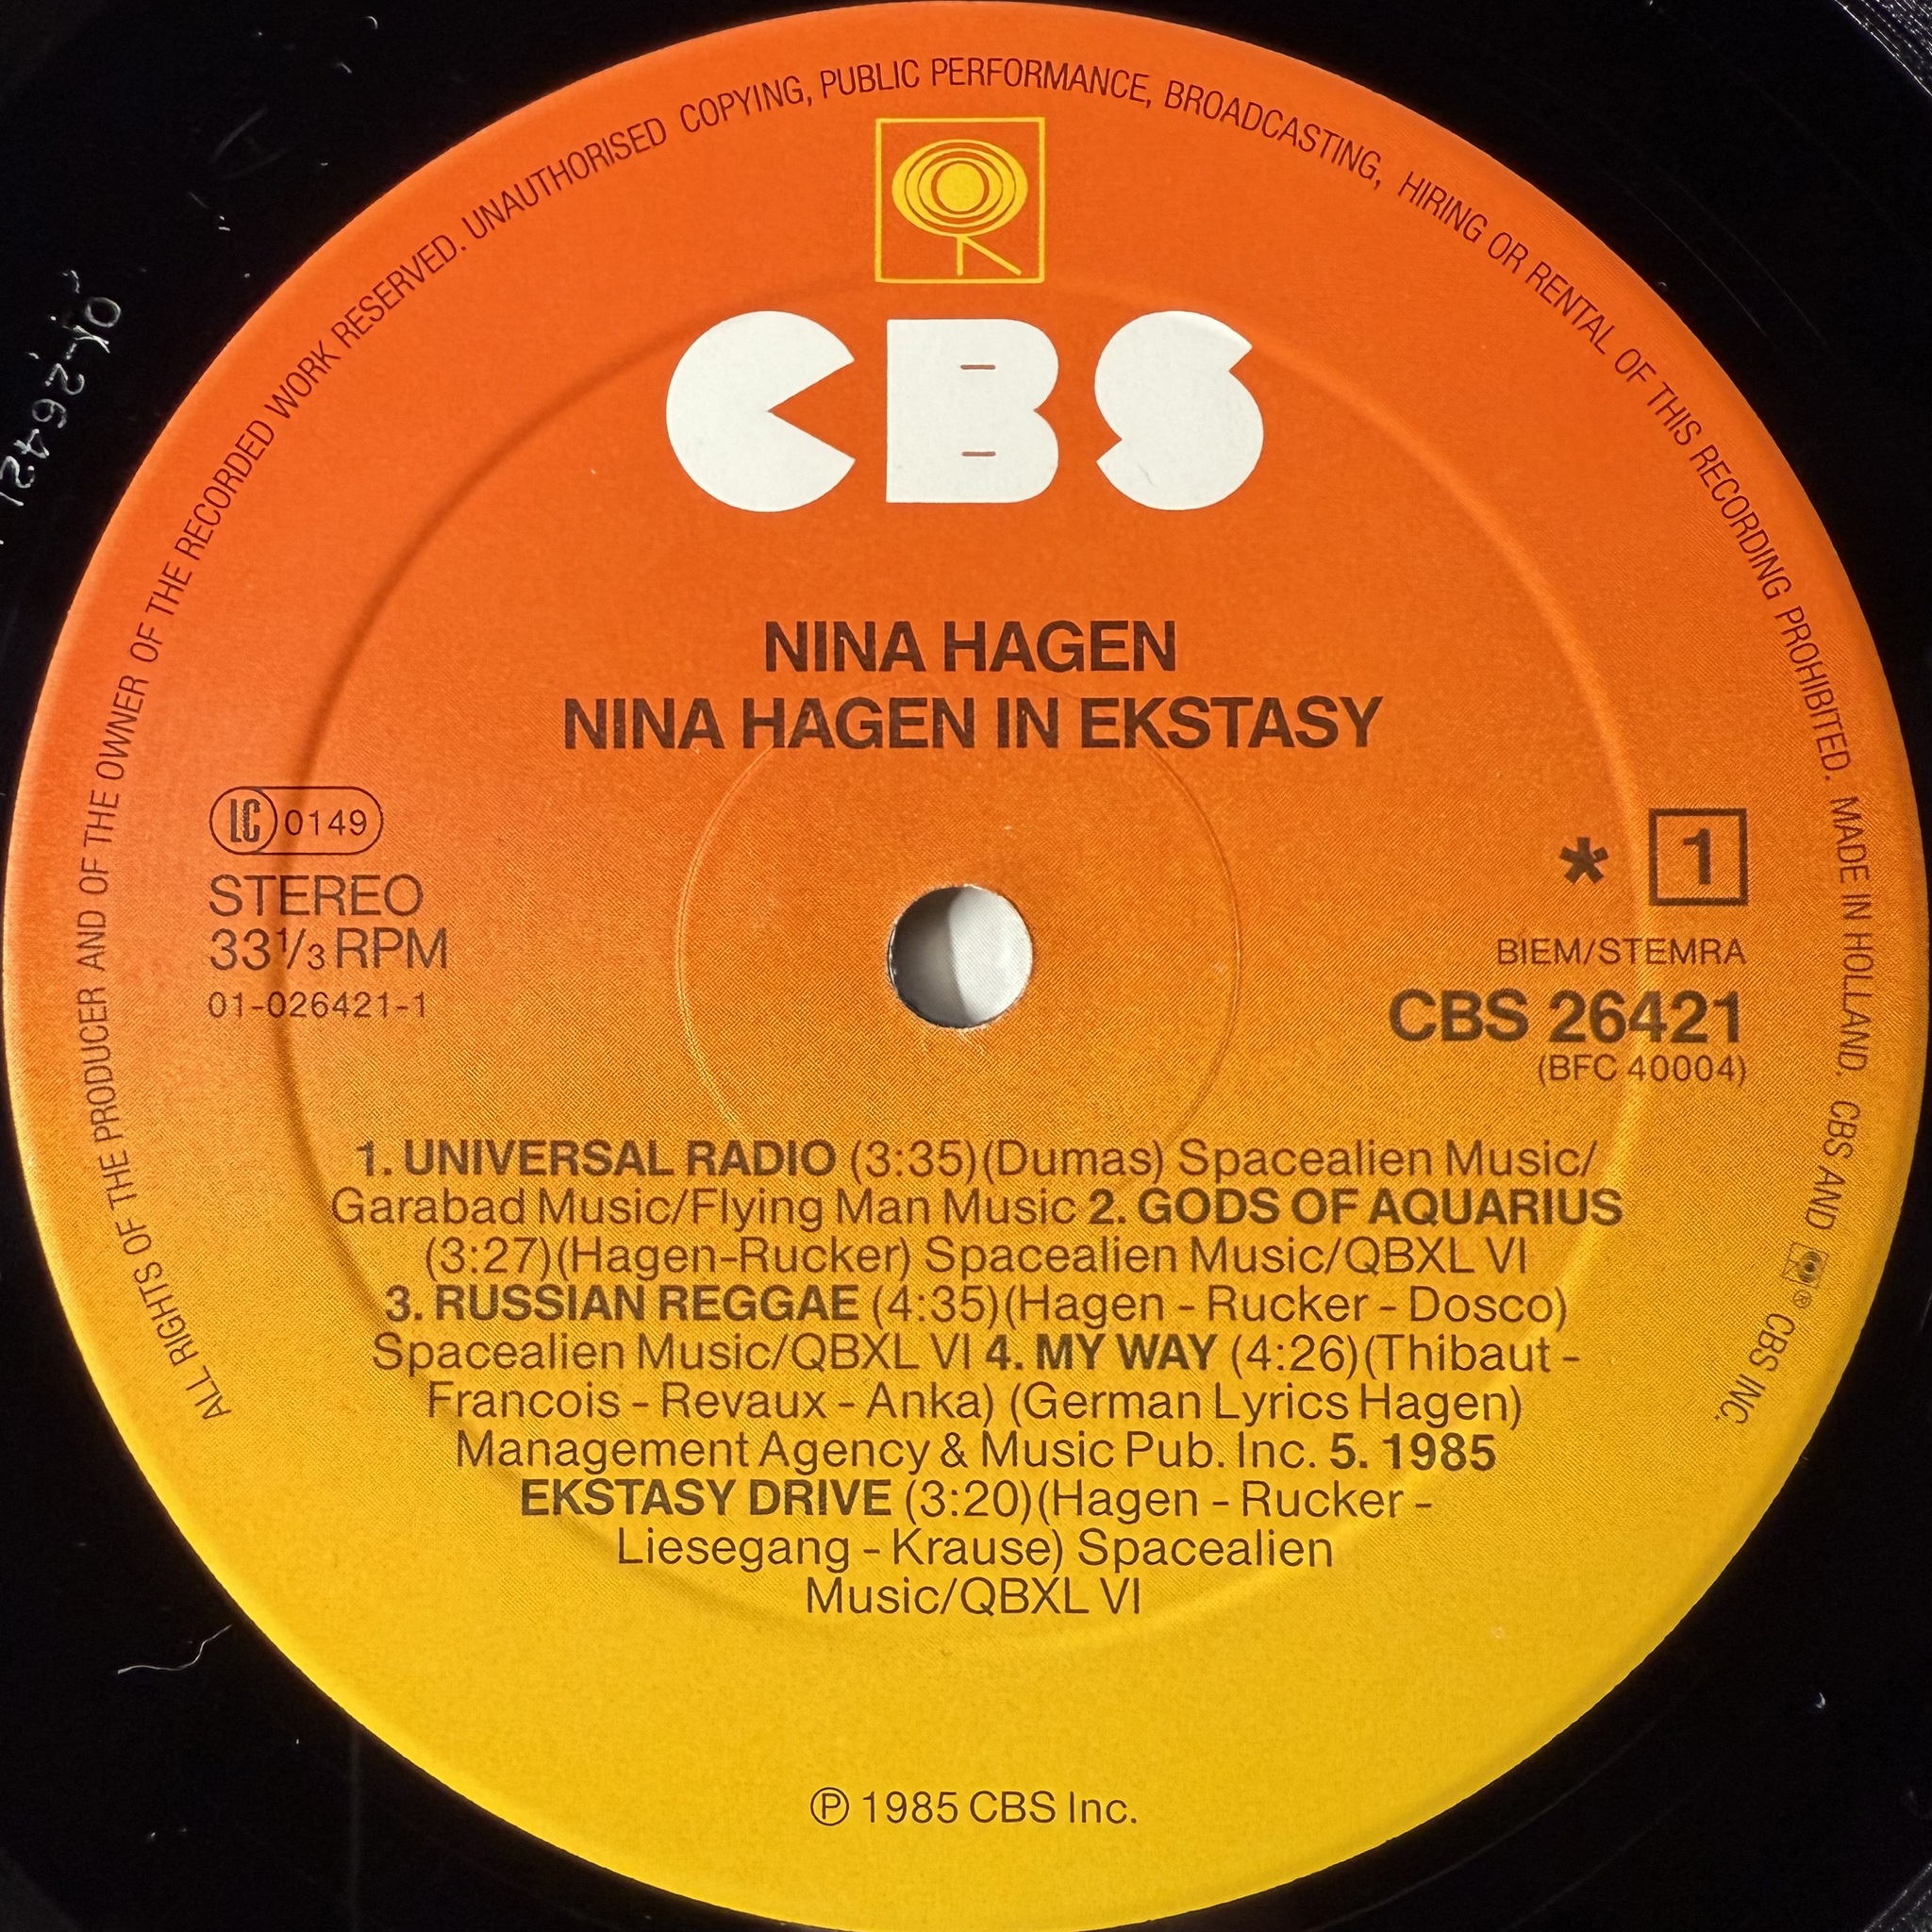 ALL RIGHTS OF THE PRODUCER AND OF THE OWNER OF THE RECORDED WORK RESERVED. UNAUTHORISED COPYING, PUBLIC PERFORMANCE, BROADCASTING, HIRING OR RENTAL OF THIS RECORDING PROHIBITED. MADE IN HOLLAND. CBS AND ® CBS INC.
CBS
NINA HAGEN
NINA HAGEN IN EKSTASY
LC 0149
STEREO
33 1/3 RPM
01-026421-1
* 1
BIEM/STEMRA
CBS 26421
(BFC 40004)
1. UNIVERSAL RADIO (3:35)(Dumas) Spacealien Music/
Garabad Music/Flying Man Music 2. GODS OF AQUARIUS
(3:27)(Hagen-Rucker) Spacealien Music/QBXL VI
3. RUSSIAN REGGAE (4:35)(Hagen - Rucker - Dosco)
Spacealien Music/QBXL VI 4. MY WAY (4:26)(Thibaut -
Francois - Revaux - Anka) (German Lyrics Hagen)
Management Agency & Music Pub. Inc. 5. 1985
EKSTASY DRIVE (3:20)(Hagen - Rucker -
Liesegang - Krause) Spacealien
Music/QBXL VI
℗ 1985 CBS Inc.